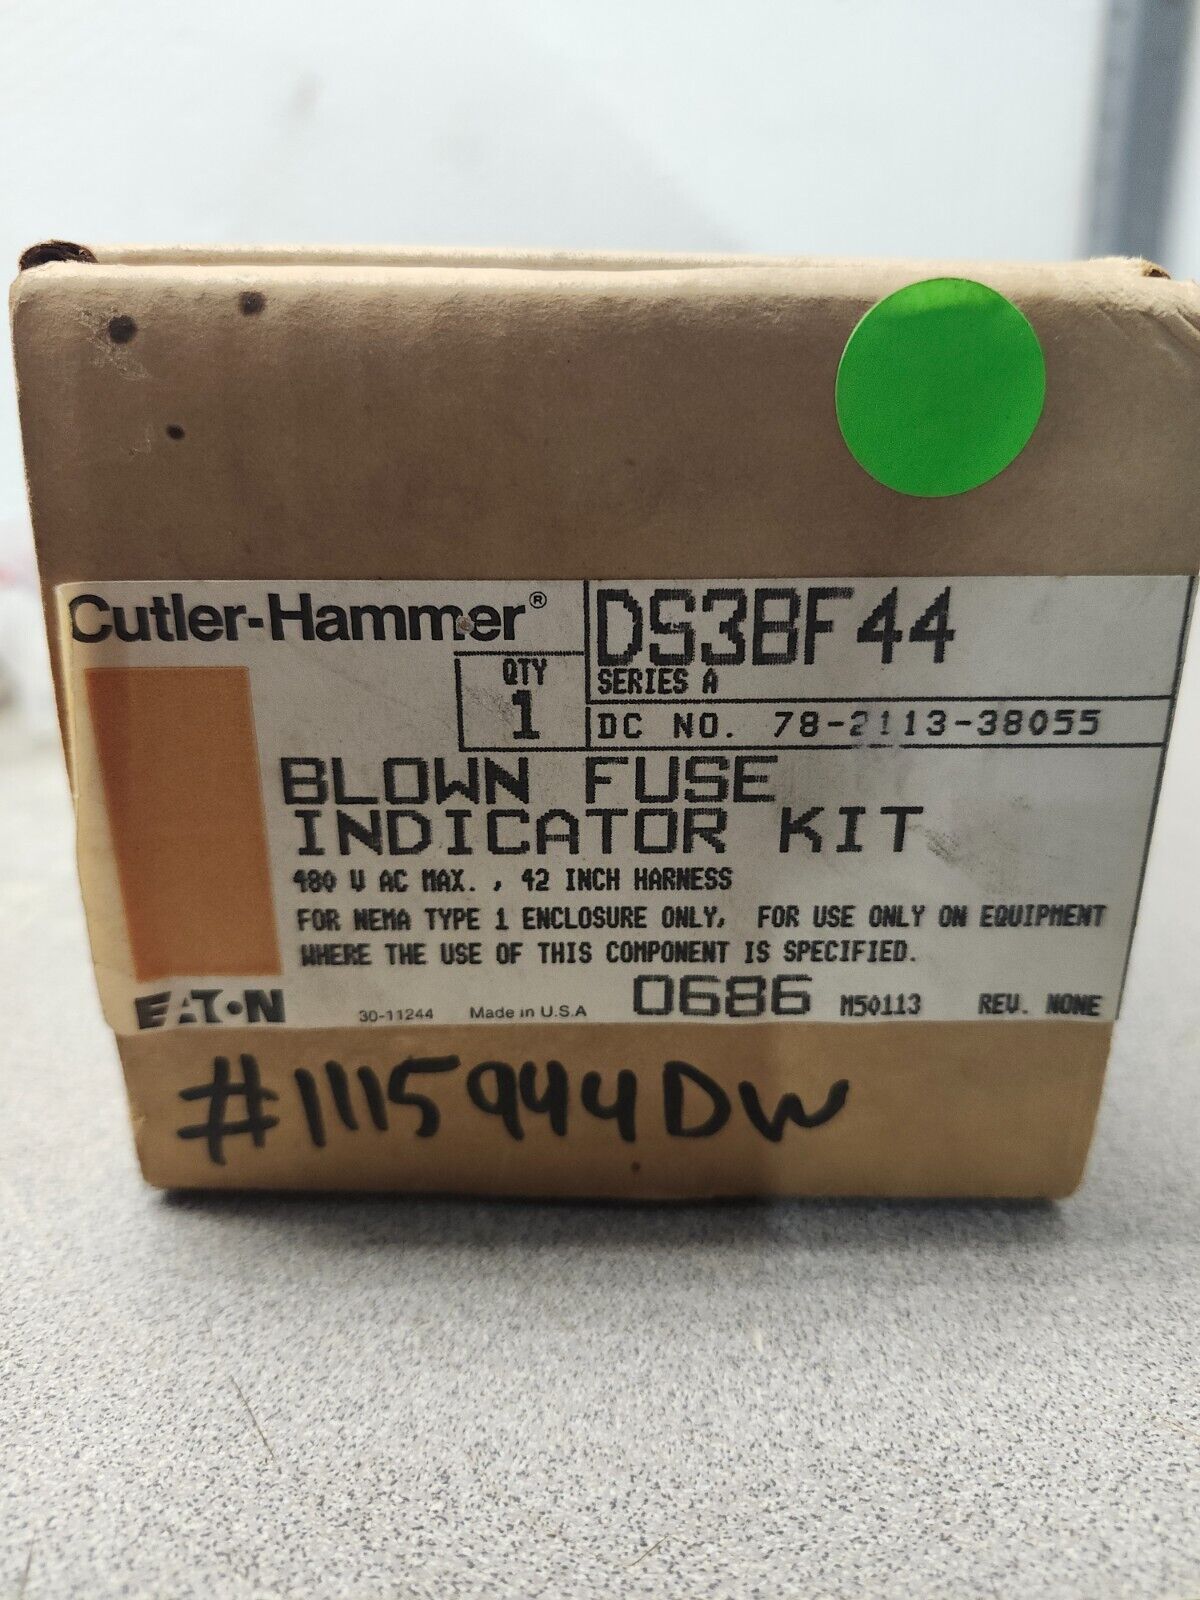 Cutler-Hammer®
DS3BF44
SERIES A
QTY
1
DC NO. 78-2113-38055
BLOWN FUSE
INDICATOR KIT
480 V AC MAX., 42 INCH HARNESS
FOR NEMA TYPE 1 ENCLOSURE ONLY, FOR USE ONLY ON EQUIPMENT
WHERE THE USE OF THIS COMPONENT IS SPECIFIED.
EATON 30-11244 Made in U.S.A 0686 M50113 REV. NONE
#1115944DW